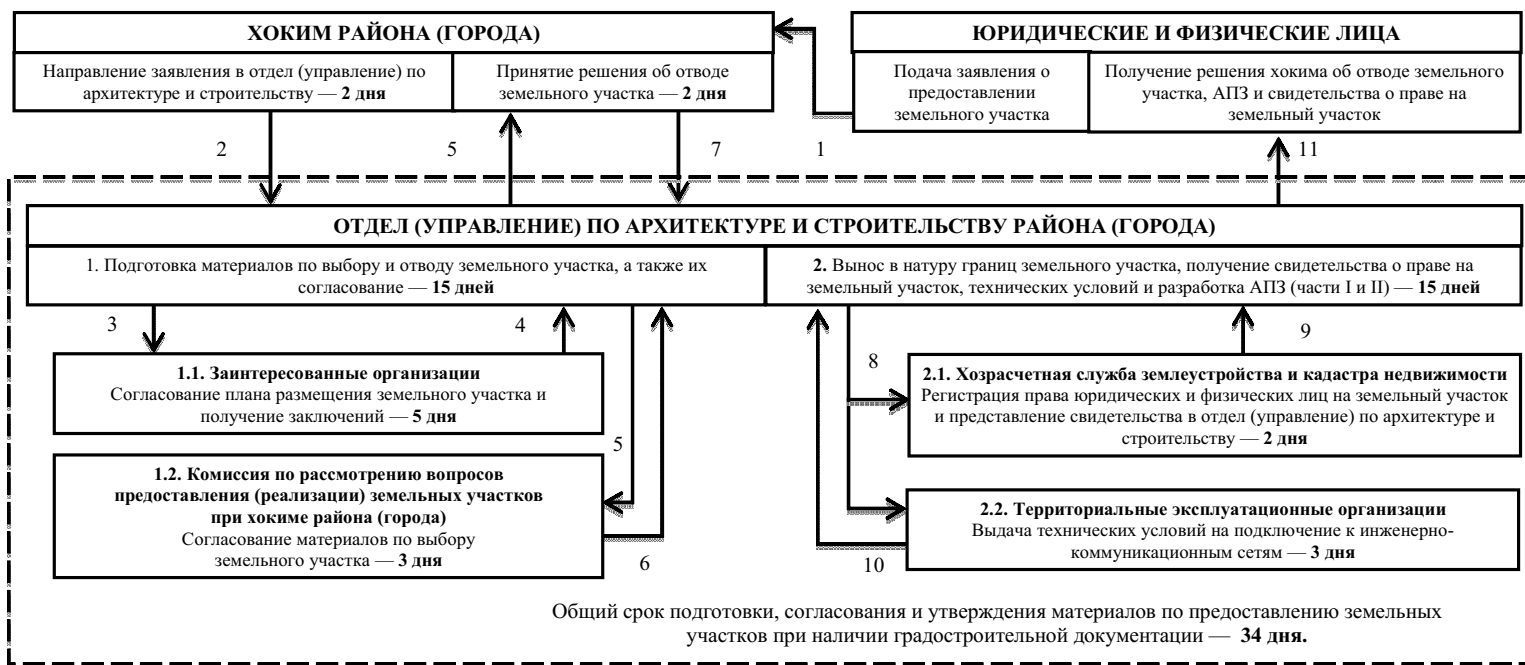 ХОКИМ РАЙОНА (ГОРОДА)
Направление заявления в отдел (управление) по
архитектуре и строительству — 2 дня
Принятие решения об отводе
земельного участка — 2 дня
ЮРИДИЧЕСКИЕ И ФИЗИЧЕСКИЕ ЛИЦА
Подача заявления о
предоставлении
земельного участка
Получение решения хокима об отводе земельного
участка, АПЗ и свидетельства о праве на
земельный участок
2
5
7
1
11
ОТДЕЛ (УПРАВЛЕНИЕ) ПО АРХИТЕКТУРЕ И СТРОИТЕЛЬСТВУ РАЙОНА (ГОРОДА)
1. Подготовка материалов по выбору и отводу земельного участка, а также их
согласование — 15 дней
2. Вынос в натуру границ земельного участка, получение свидетельства о праве на
земельный участок, технических условий и разработка АПЗ (части I и II) — 15 дней
3
4
8
9
1.1. Заинтересованные организации
Согласование плана размещения земельного участка и
получение заключений — 5 дня
5
1.2. Комиссия по рассмотрению вопросов
предоставления (реализации) земельных участков
при хокиме района (города)
Согласование материалов по выбору
земельного участка — 3 дня
6
2.1. Хозрасчетная служба землеустройства и кадастра недвижимости
Регистрация права юридических и физических лиц на земельный участок
и представление свидетельства в отдел (управление) по архитектуре и
строительству — 2 дня
2.2. Территориальные эксплуатационные организации
Выдача технических условий на подключение к инженерно-
коммуникационным сетям — 3 дня
10
Общий срок подготовки, согласования и утверждения материалов по предоставлению земельных
участков при наличии градостроительной документации — 34 дня.